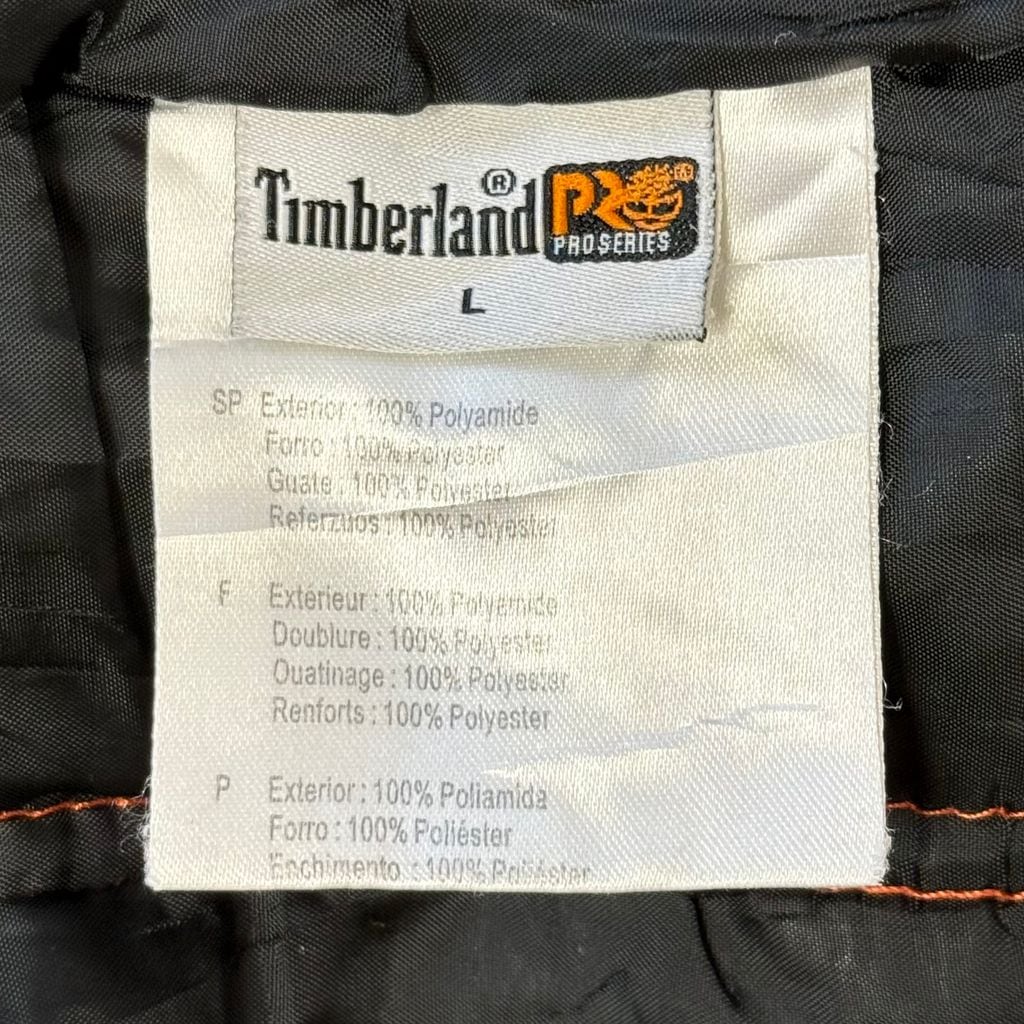 Timberland® PRO®
PRO SERIES
L
SP Exterior : 100% Polyamide
Forro : 100% Polyester
Guate : 100% Polyester
Referzuos : 100% Polyester
F Extérieur : 100% Polyamide
Doublure : 100% Polyester
Ouatinage : 100% Polyester
Renforts : 100% Polyester
P Exterior : 100% Poliamida
Forro : 100% Poliéster
Enchimento : 100% Poliéster